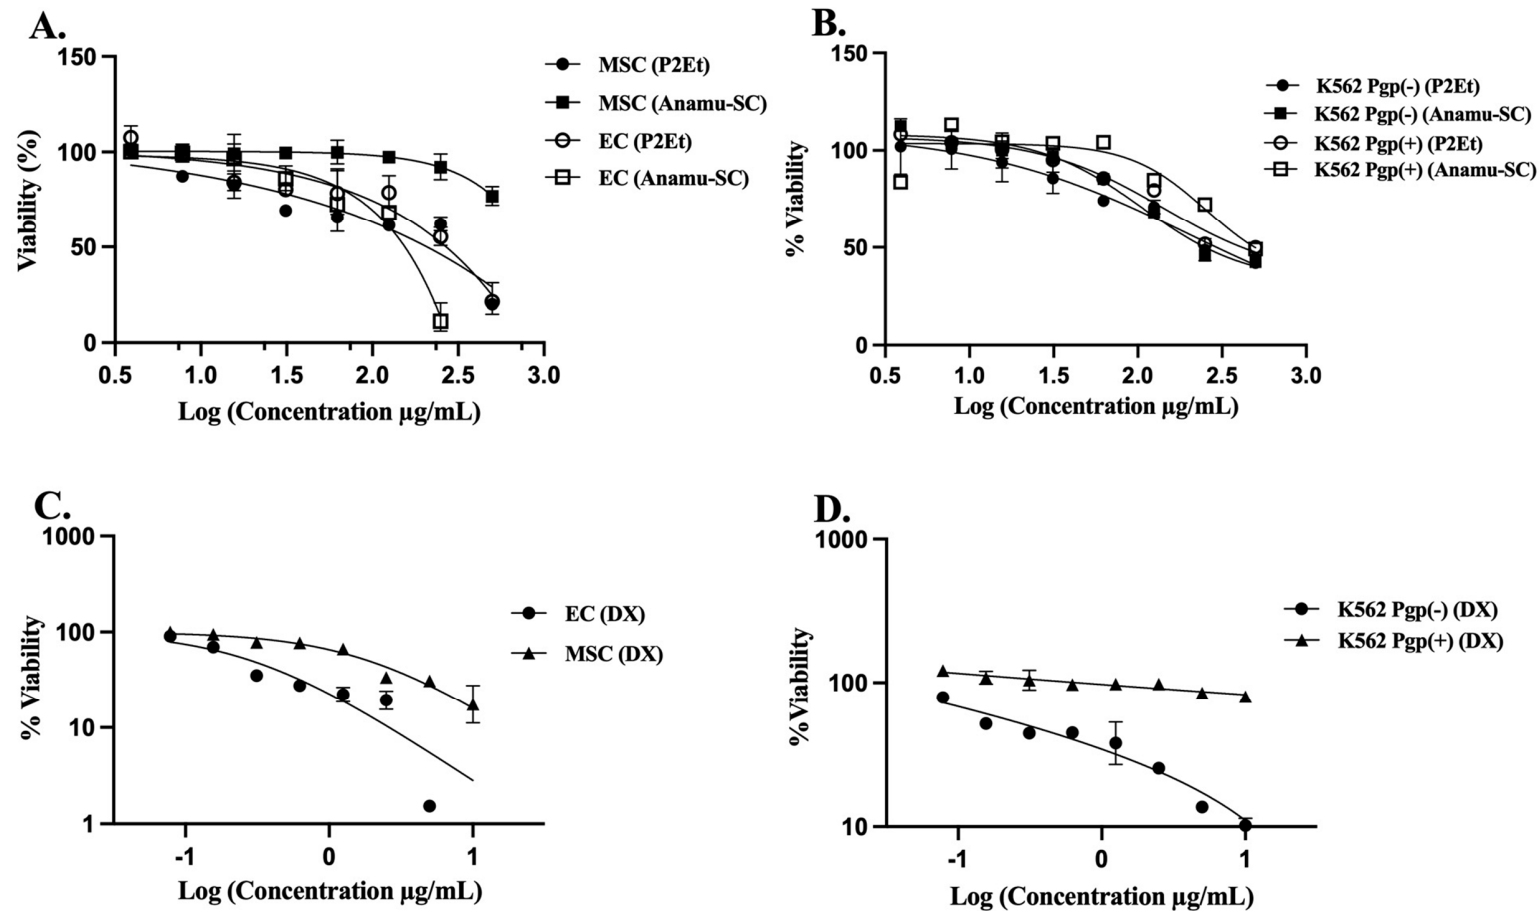 A.
150
100
50
0
Viability (%)
0.5 1.0 1.5 2.0 2.5 3.0
Log (Concentration µg/mL)
MSC (P2Et)
MSC (Anamu-SC)
EC (P2Et)
EC (Anamu-SC)
B.
150
100
50
0
% Viability
0.5 1.0 1.5 2.0 2.5 3.0
Log (Concentration µg/mL)
K562 Pgp(-) (P2Et)
K562 Pgp(-) (Anamu-SC)
K562 Pgp(+) (P2Et)
K562 Pgp(+) (Anamu-SC)
C.
1000
100
10
1
% Viability
-1 0 1
Log (Concentration µg/mL)
EC (DX)
MSC (DX)
D.
1000
100
10
%Viability
-1 0 1
Log (Concentration µg/mL)
K562 Pgp(-) (DX)
K562 Pgp(+) (DX)